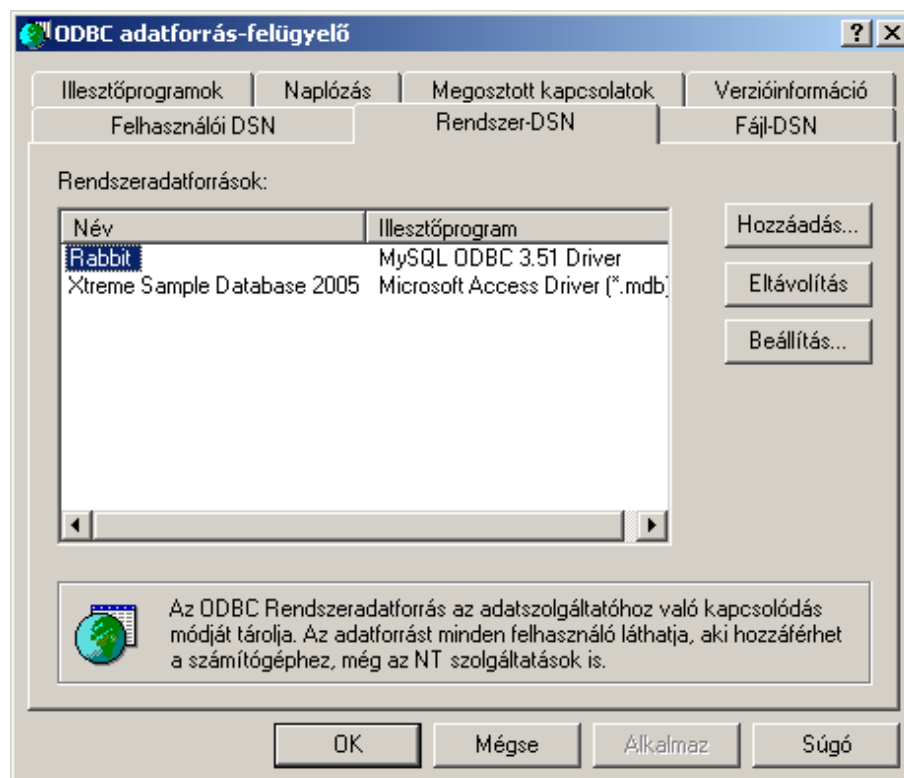 ODBC adatforrás-felügyelő
Illesztőprogramok Naplózás Megosztott kapcsolatok Verzióinformáció
Felhasználói DSN Rendszer-DSN Fájl-DSN
Rendszeradatforrások:
Név Illesztőprogram
Rabbit MySQL ODBC 3.51 Driver
Xtreme Sample Database 2005 Microsoft Access Driver (*.mdb)
Hozzáadás...
Eltávolítás
Beállítás...
Az ODBC Rendszeradatforrás az adatszolgáltatóhoz való kapcsolódás
módját tárolja. Az adatforrást minden felhasználó láthatja, aki hozzáférhet
a számítógéphez, még az NT szolgáltatások is.
OK Mégse Alkalmaz Súgó